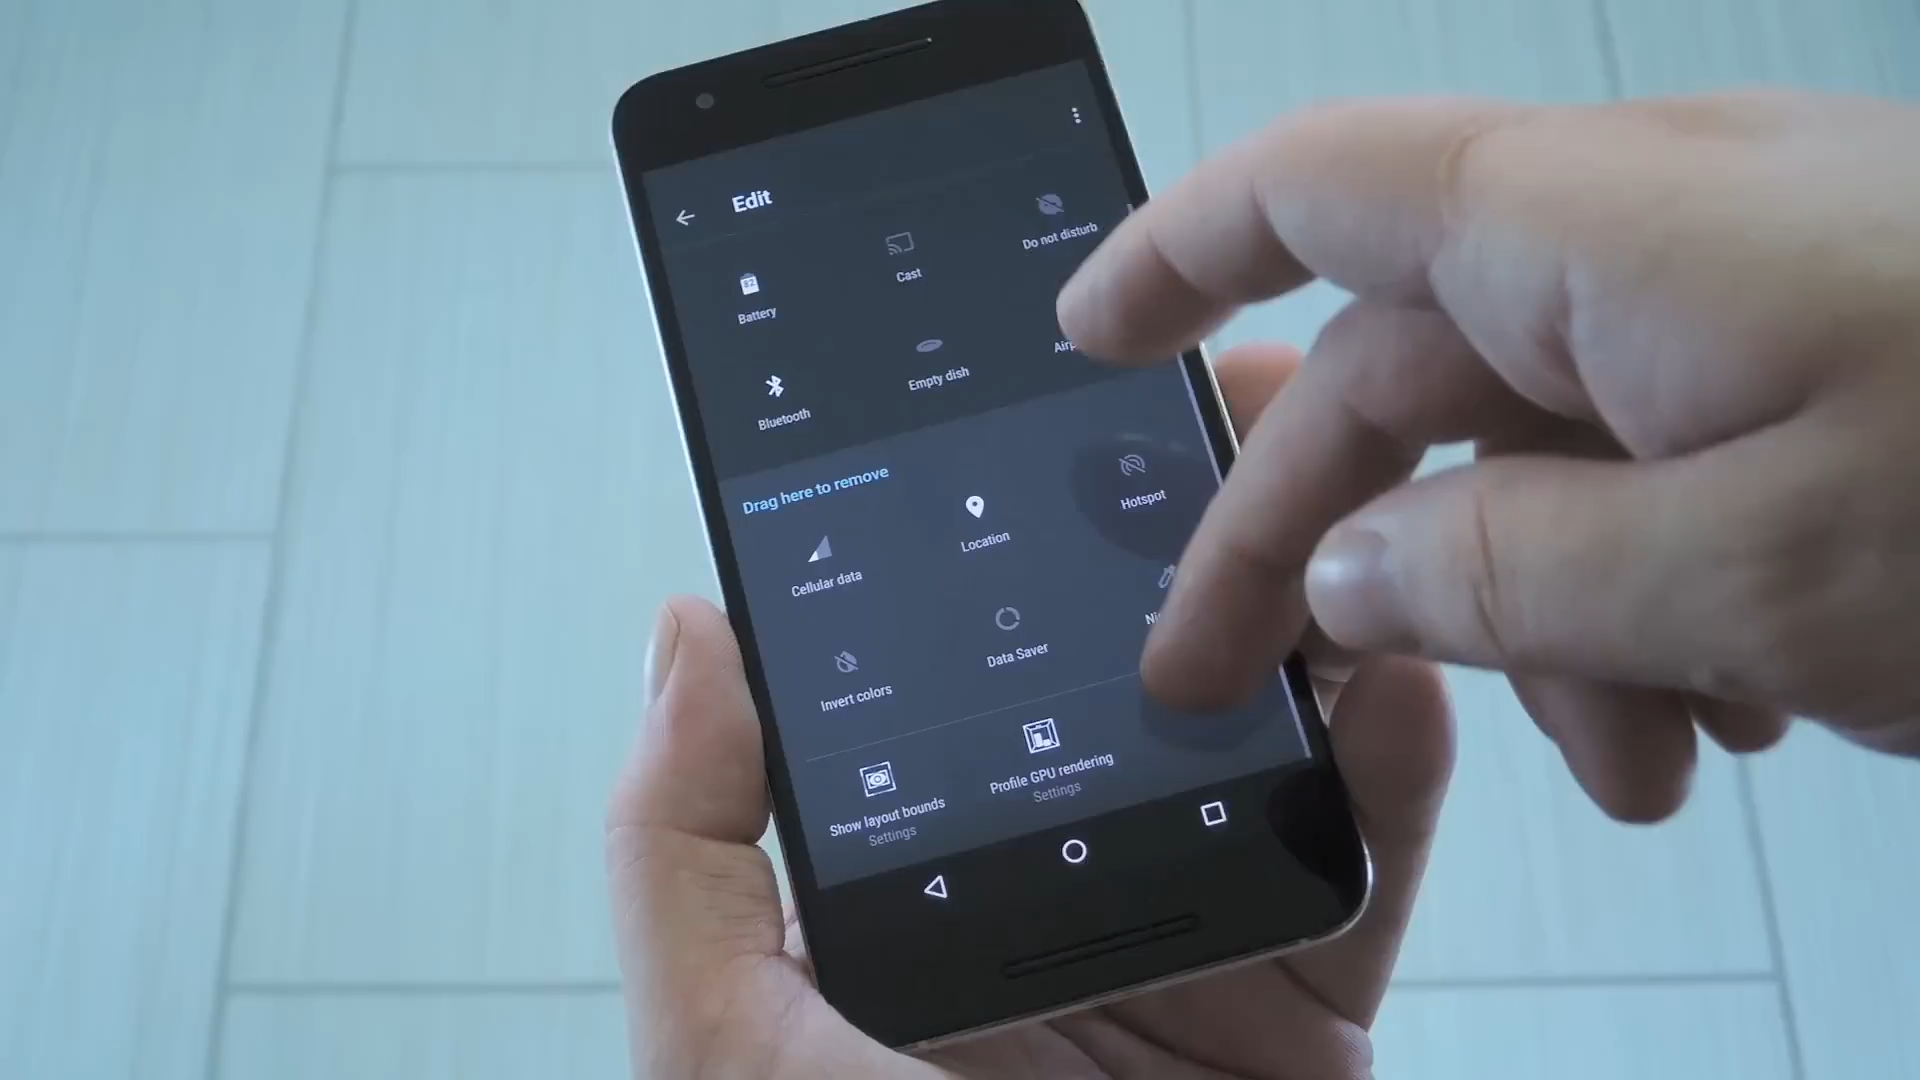 Edit
82
Battery
Cast
Do not disturb
Bluetooth
Empty dish
Drag here to remove
Cellular data
Location
Hotspot
Invert colors
Data Saver
Show layout bounds
Settings
Profile GPU rendering
Settings